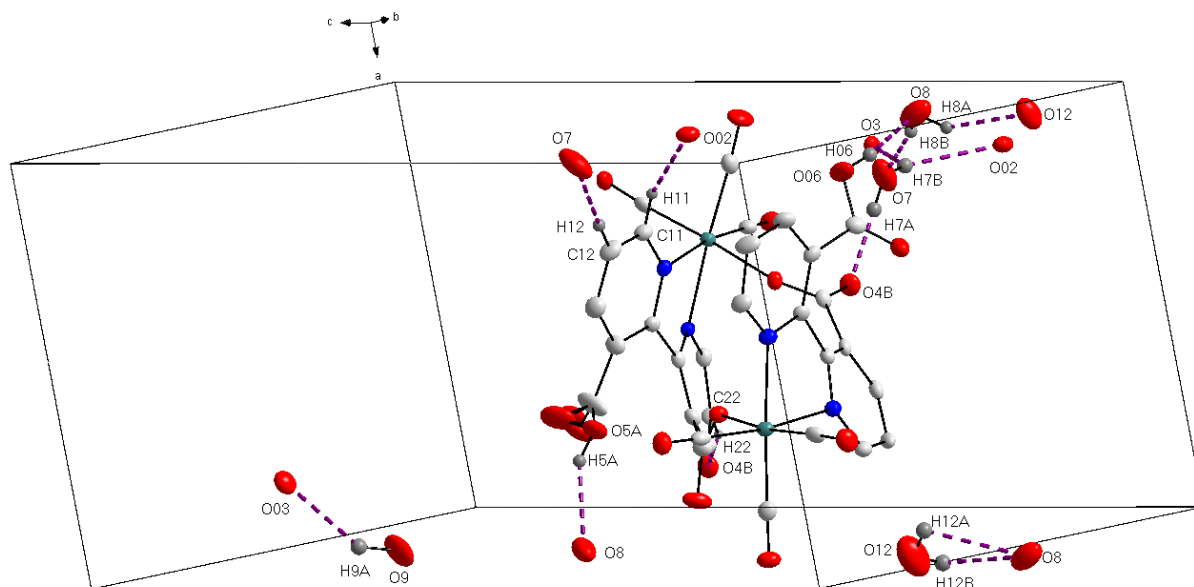 c
b
a
O8
H8A
O12
O02
O3
H8B
O7
H06
O02
O06
H7B
O7
H11
H7A
H12
C11
C12
O4B
C22
O5A
H22
H5A
O4B
O03
H12A
O8
O12
O8
H9A
O9
H12B